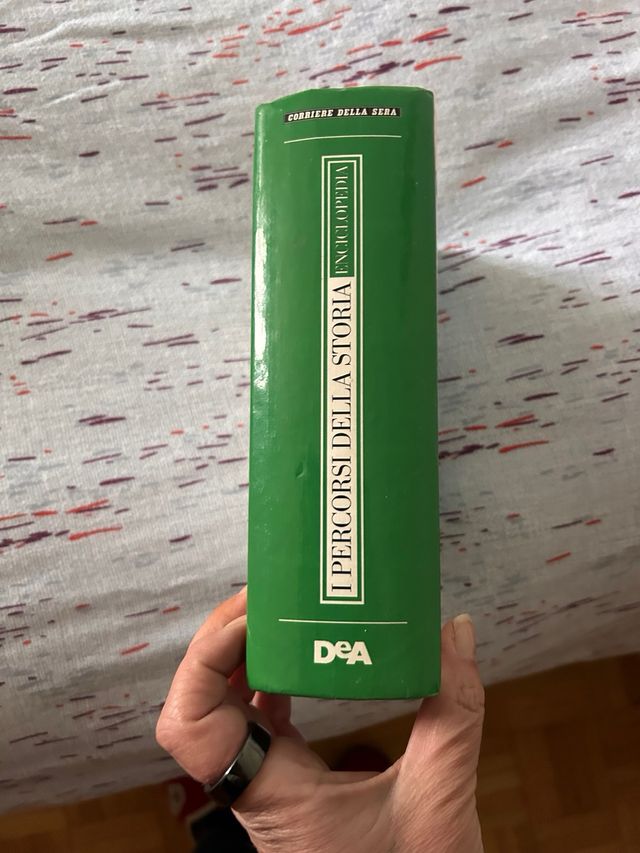 CORRIERE DELLA SERA
I PERCORSI DELLA STORIA ENCICLOPEDIA
DeA